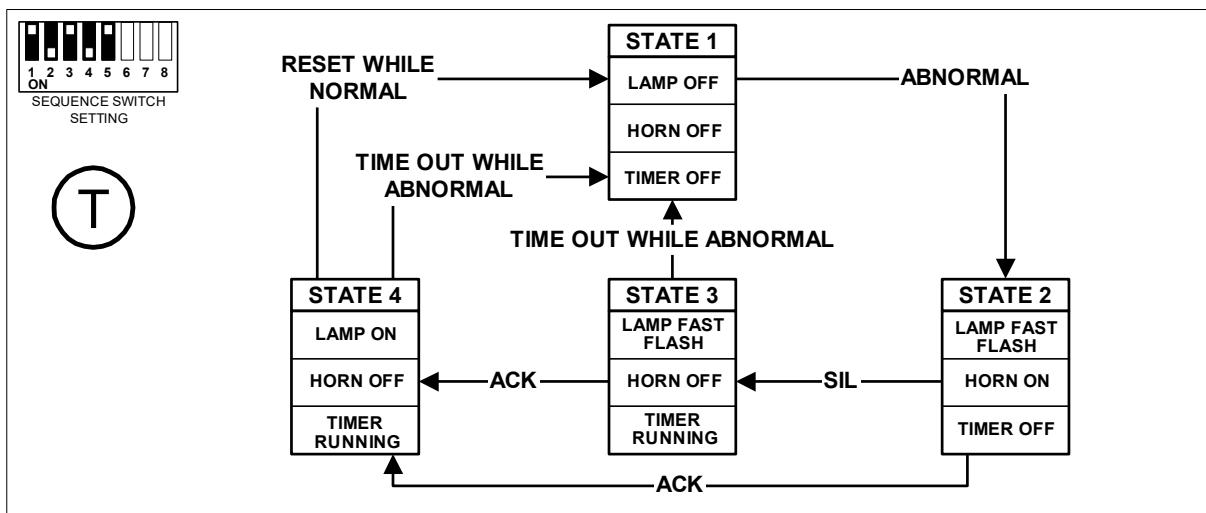 1 2 3 4 5 6 7 8
ON
SEQUENCE SWITCH
SETTING
T
RESET WHILE
NORMAL
TIME OUT WHILE
ABNORMAL
STATE 1
LAMP OFF
HORN OFF
TIMER OFF
ABNORMAL
TIME OUT WHILE ABNORMAL
STATE 4
LAMP ON
HORN OFF
TIMER
RUNNING
ACK
STATE 3
LAMP FAST
FLASH
HORN OFF
TIMER
RUNNING
SIL
STATE 2
LAMP FAST
FLASH
HORN ON
TIMER OFF
ACK